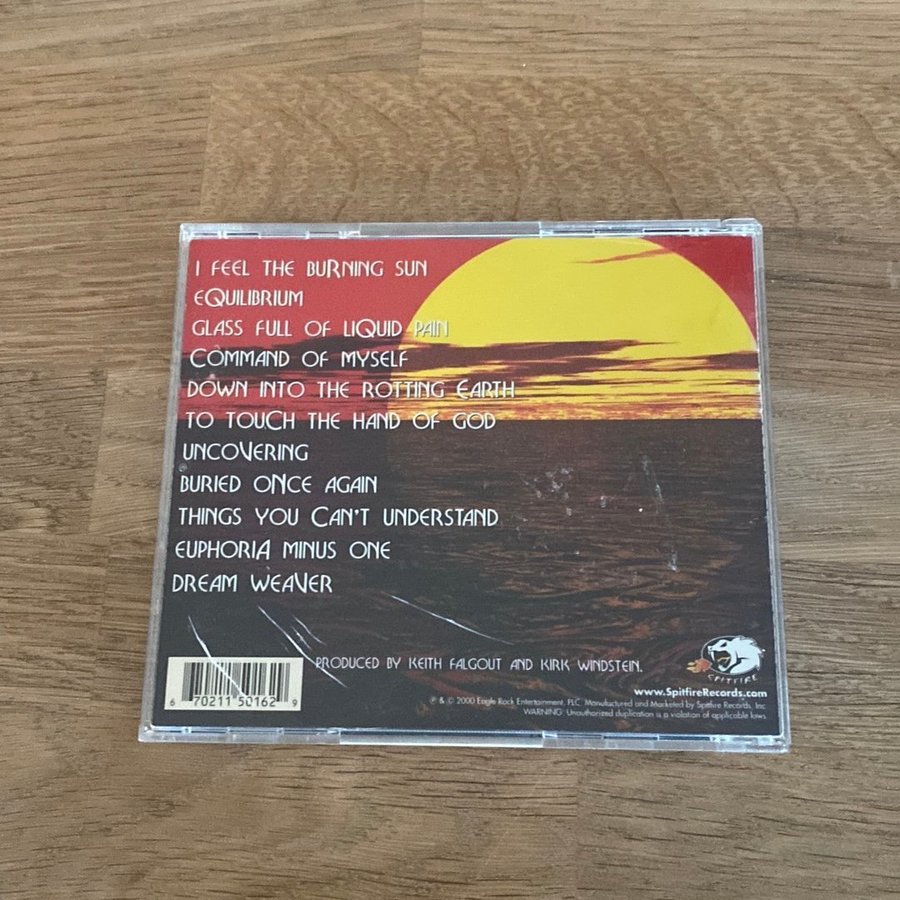 I FEEL THE BURNING SUN
EQUILIBRIUM
GLASS FULL OF LIQUID PAIN
COMMAND OF MYSELF
DOWN INTO THE ROTTING EARTH
TO TOUCH THE HAND OF GOD
UNCOVERING
BURIED ONCE AGAIN
THINGS YOU CAN'T UNDERSTAND
EUPHORIA MINUS ONE
DREAM WEAVER
PRODUCED BY KEITH FALGOUT AND KIRK WINDSTEIN.
SPITFIRE
www.SpitfireRecords.com
6 70211 50162 9
℗ & © 2000 Eagle Rock Entertainment, PLC. Manufactured and Marketed by Spitfire Records, Inc
WARNING: Unauthorized duplication is a violation of applicable laws